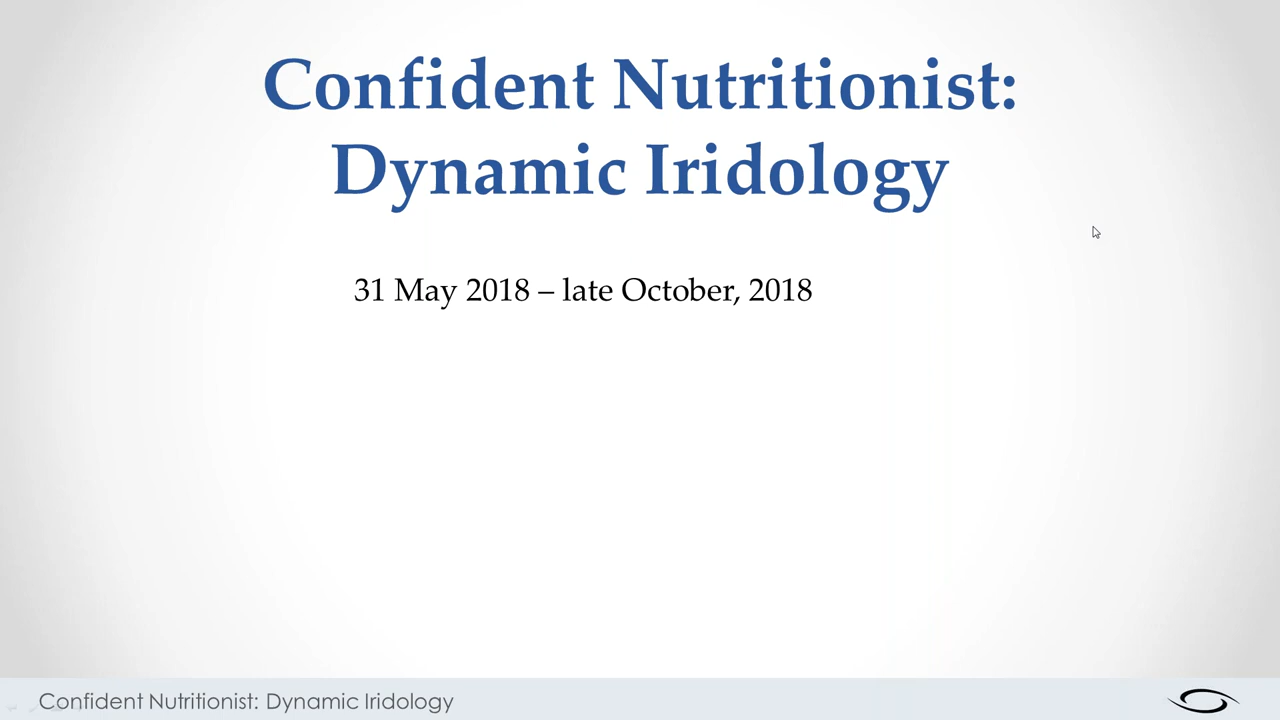 Confident Nutritionist:
Dynamic Iridology
31 May 2018 – late October, 2018
Confident Nutritionist: Dynamic Iridology